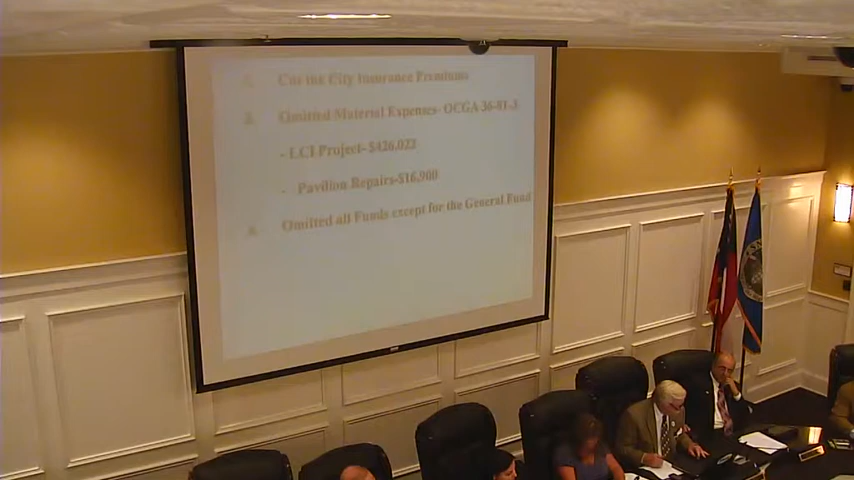 Cut the City Insurance Premiums
Omitted Material Expenses- OCGA-36-81-3
- LCI Project- $426,023
- Pavilion Repairs-$16,900
Omitted all Funds except for the General Fund